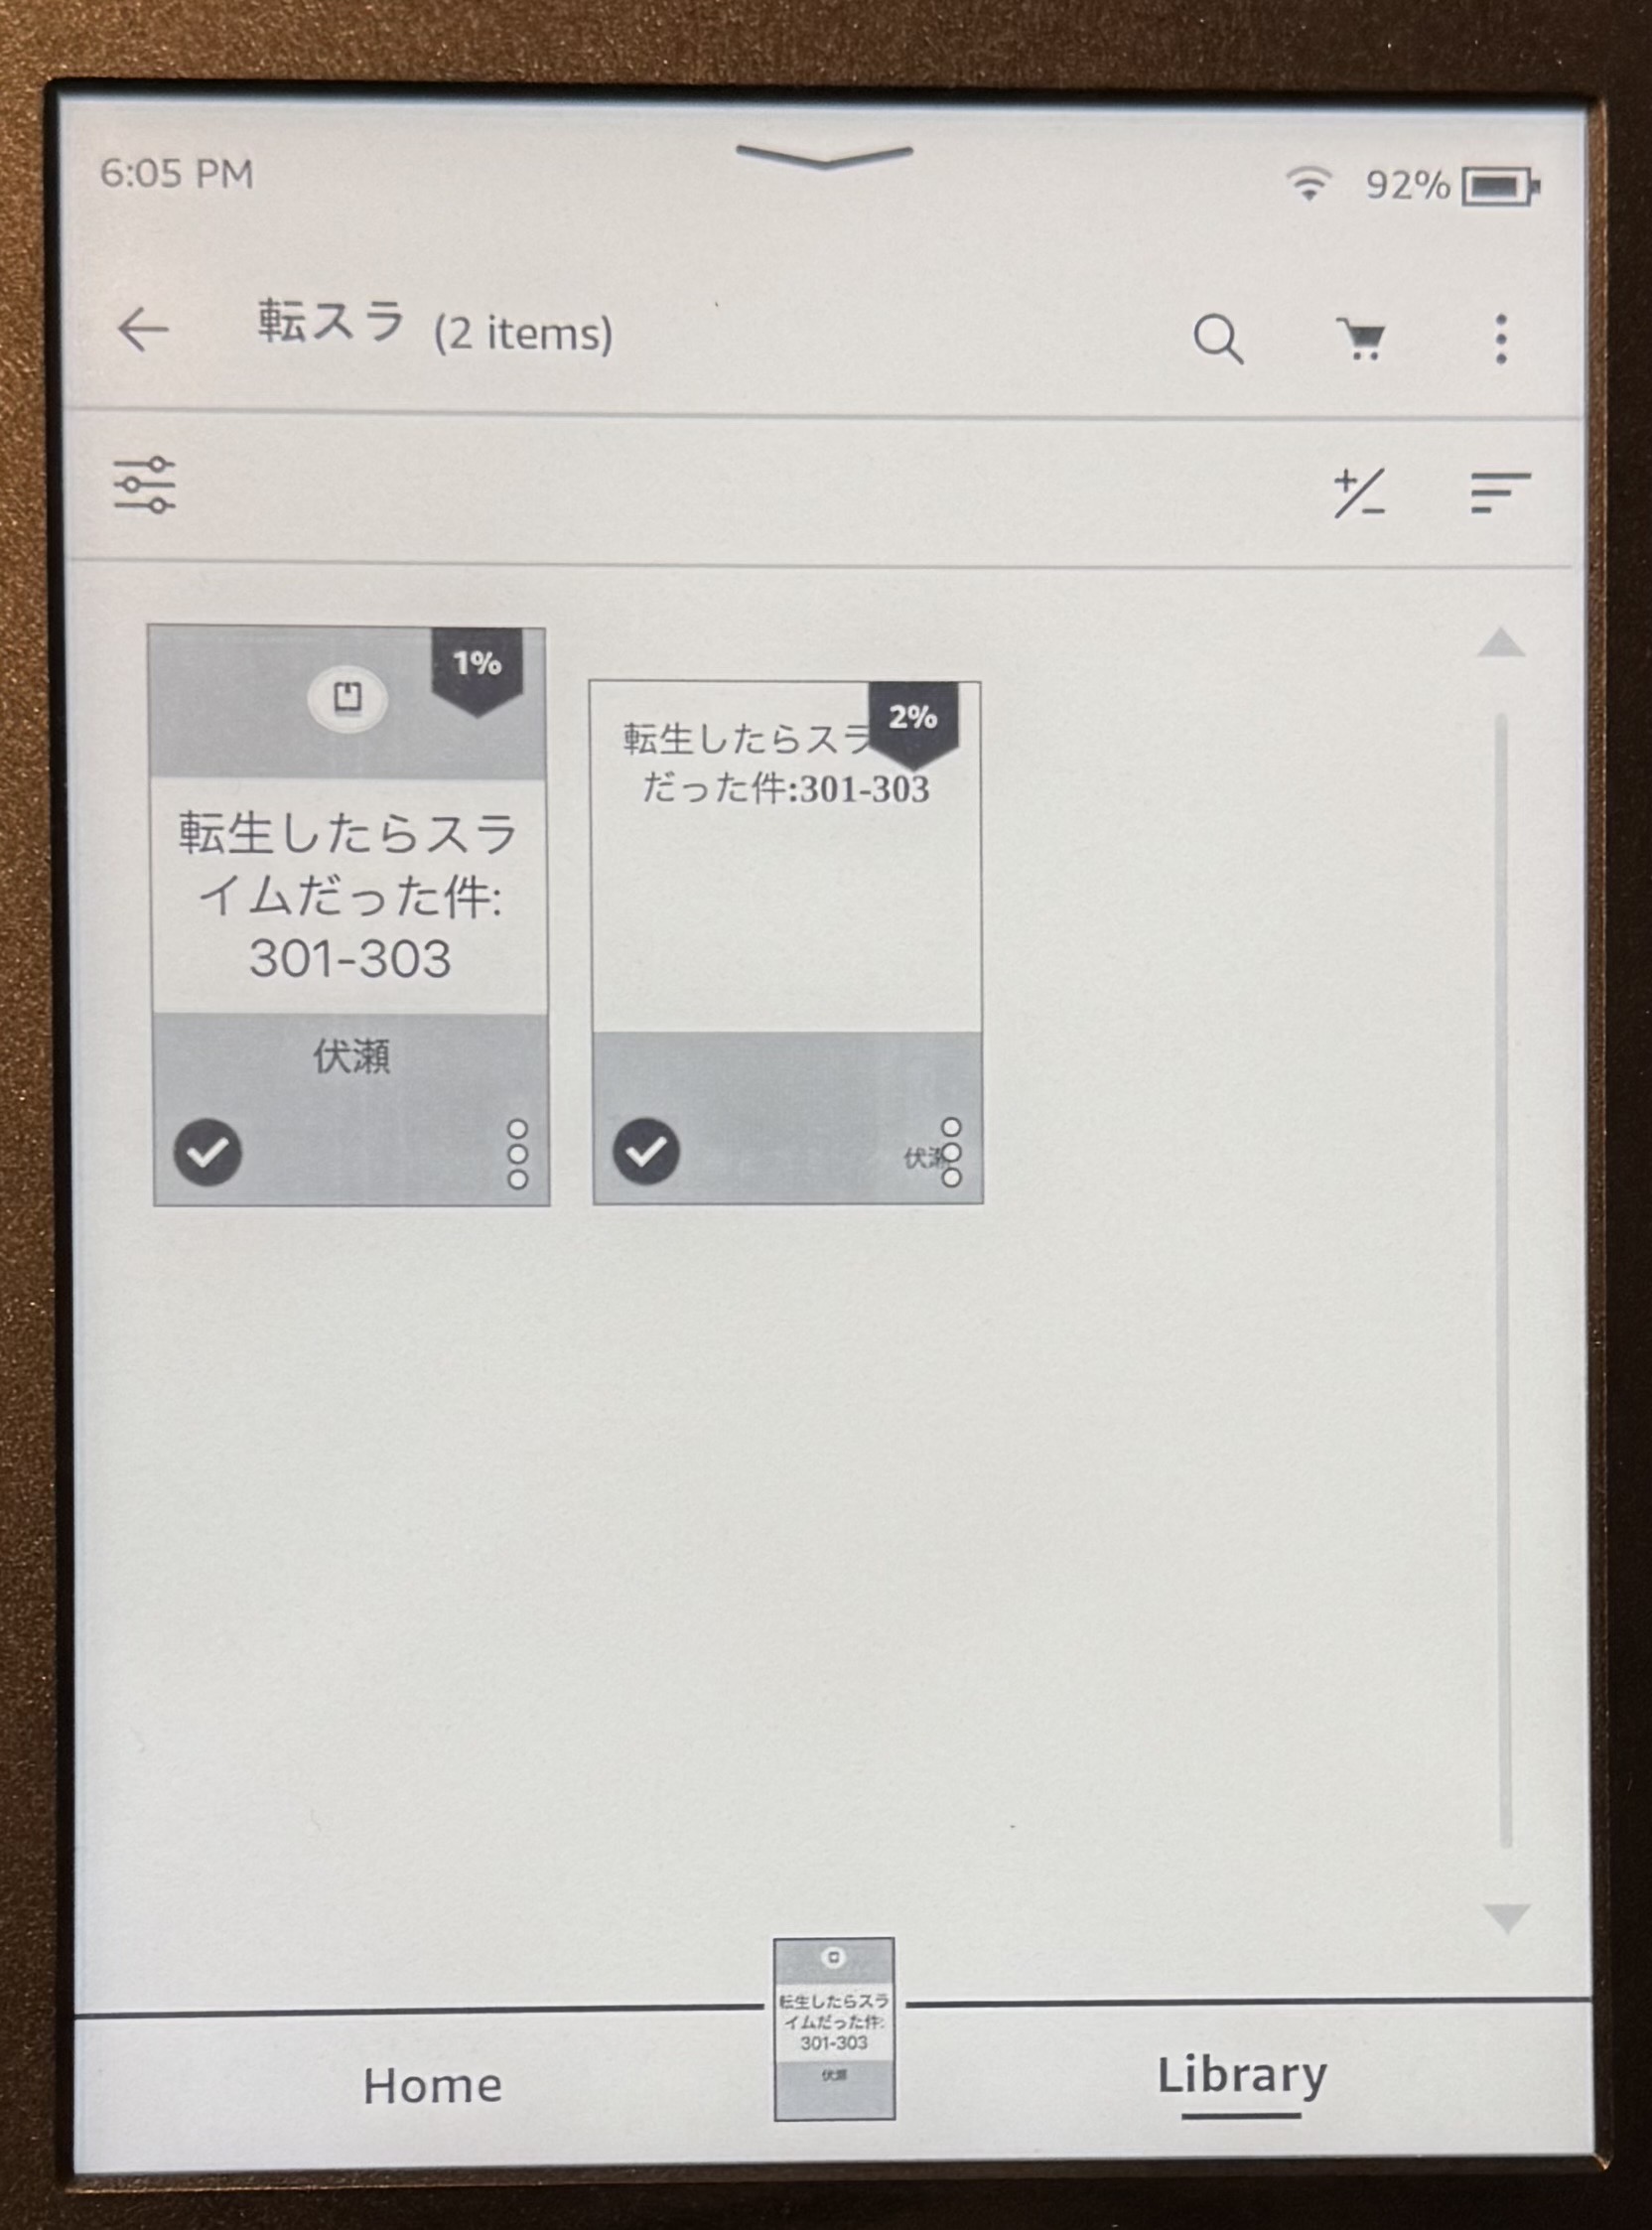 6:05 PM
92%
転スラ (2 items)
1%
転生したらスラ
イムだった件:
301-303
伏瀬
2%
転生したらスラ
だった件:301-303
伏瀬
転生したらスラ
イムだった件:
301-303
伏瀬
Home
Library